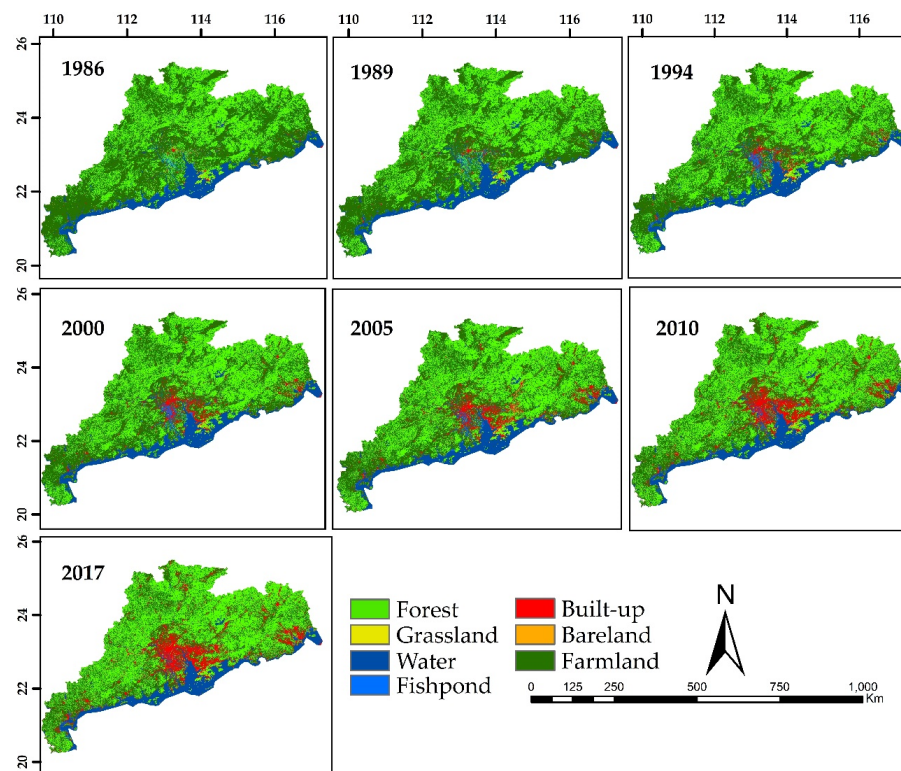 110 112 114 116 110 112 114 116 110 112 114 116
26
1986 1989 1994
24
22
20
26
2000 2005 2010
24
22
20
26
2017
24
22
20
Forest Built-up
Grassland Bareland
Water Farmland
Fishpond
N
0 125 250 500 750 1,000
Km